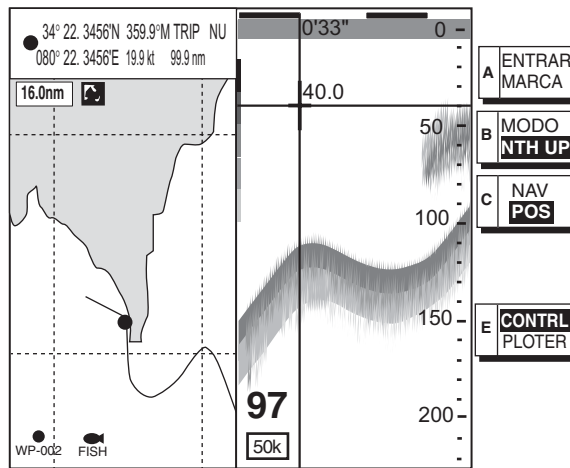 34° 22. 3456'N 359.9°M TRIP NU
080° 22. 3456'E 19.9 kt 99.9 nm
16.0nm
WP-002 FISH
0'33"
40.0
0
50
100
150
200
97
50k
A ENTRAR
MARCA
B MODO
NTH UP
C NAV
POS
E CONTRL
PLOTER